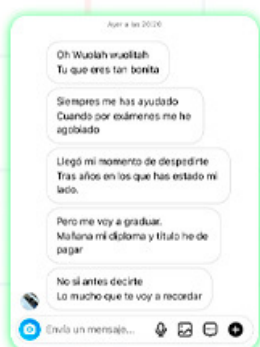 Ayer a las 20:20
Oh Wuolah wuolitah
Tu que eres tan bonita
Siempres me has ayudado
Cuando por exámenes me he
agobiado
Llegó mi momento de despedirte
Tras años en los que has estado mi
lado.
Pero me voy a graduar.
Mañana mi diploma y título he de
pagar
No si antes decirte
Lo mucho que te voy a recordar
Envía un mensaje...